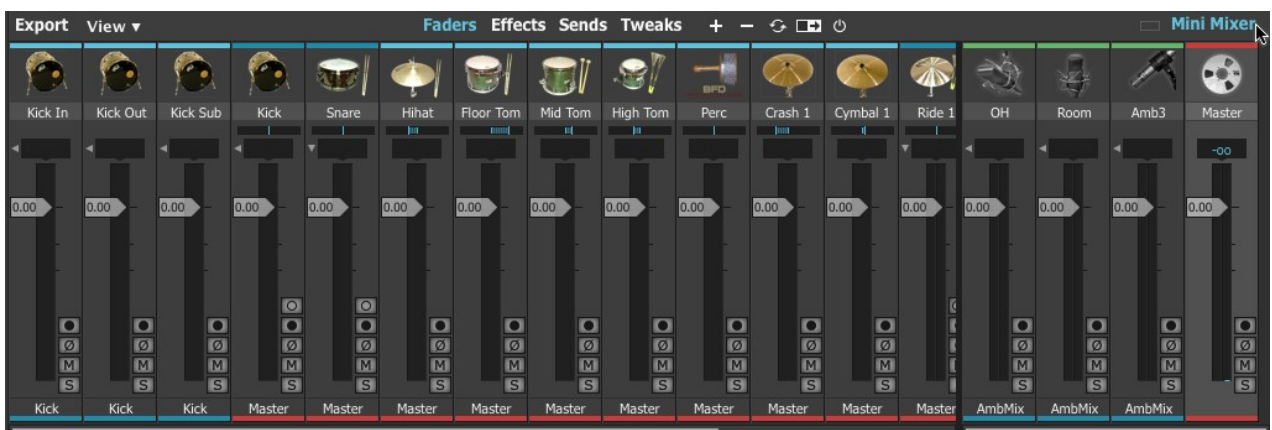 Export View ▾ Faders Effects Sends Tweaks + − Mini Mixer
BFD
Kick In Kick Out Kick Sub Kick Snare Hihat Floor Tom Mid Tom High Tom Perc Crash 1 Cymbal 1 Ride 1 OH Room Amb3 Master
-oo
0.00 0.00 0.00 0.00 0.00 0.00 0.00 0.00 0.00 0.00 0.00 0.00 0.00 0.00 0.00 0.00 0.00
Ø Ø Ø Ø Ø Ø Ø Ø Ø Ø Ø Ø Ø Ø Ø Ø
M M M M M M M M M M M M M M M M
S S S S S S S S S S S S S S S S
Kick Kick Kick Master Master Master Master Master Master Master Master Master Master AmbMix AmbMix AmbMix